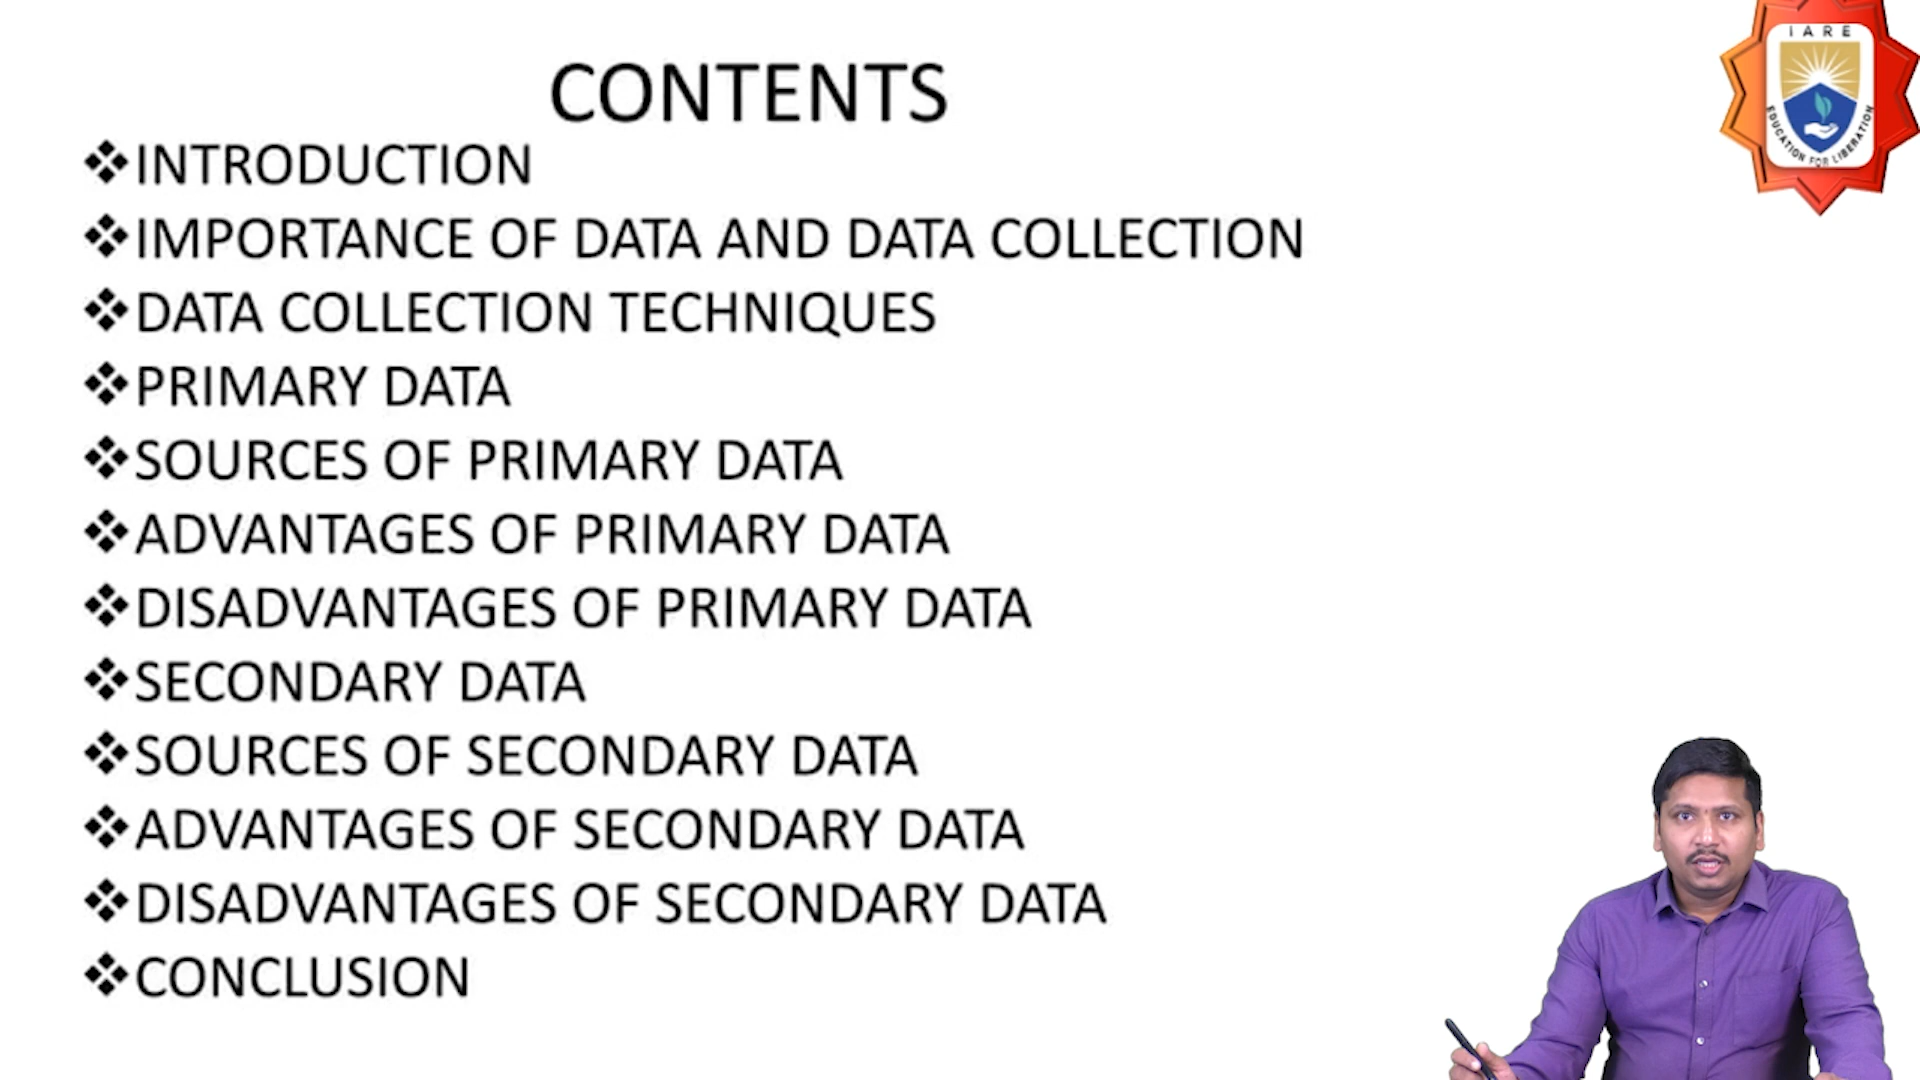 CONTENTS
❖INTRODUCTION
❖IMPORTANCE OF DATA AND DATA COLLECTION
❖DATA COLLECTION TECHNIQUES
❖PRIMARY DATA
❖SOURCES OF PRIMARY DATA
❖ADVANTAGES OF PRIMARY DATA
❖DISADVANTAGES OF PRIMARY DATA
❖SECONDARY DATA
❖SOURCES OF SECONDARY DATA
❖ADVANTAGES OF SECONDARY DATA
❖DISADVANTAGES OF SECONDARY DATA
❖CONCLUSION
IARE
EDUCATION FOR LIBERATION